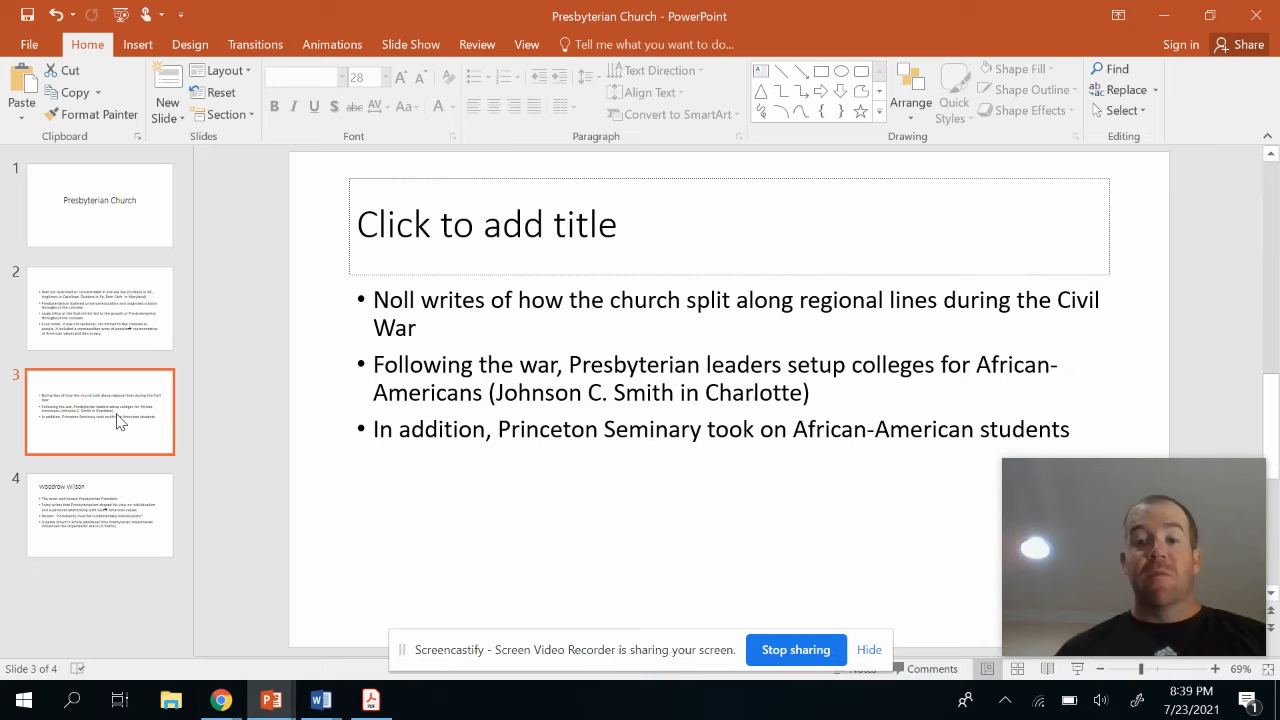 Presbyterian Church - PowerPoint
File Home Insert Design Transitions Animations Slide Show Review View Tell me what you want to do... Sign in Share
Paste
Cut
Copy
Format Painter
Clipboard
New
Slide
Layout
Reset
Section
Slides
28
Font
Text Direction
Align Text
Convert to SmartArt
Paragraph
Arrange
Quick
Styles
Shape Fill
Shape Outline
Shape Effects
Drawing
Find
Replace
Select
Editing
1
Presbyterian Church
2
3
4
Woodrow Wilson
Click to add title
• Noll writes of how the church split along regional lines during the Civil
War
• Following the war, Presbyterian leaders setup colleges for African-
Americans (Johnson C. Smith in Charlotte)
• In addition, Princeton Seminary took on African-American students
Screencastify - Screen Video Recorder is sharing your screen.
Stop sharing
Hide
Slide 3 of 4
Comments
69%
8:39 PM
7/23/2021